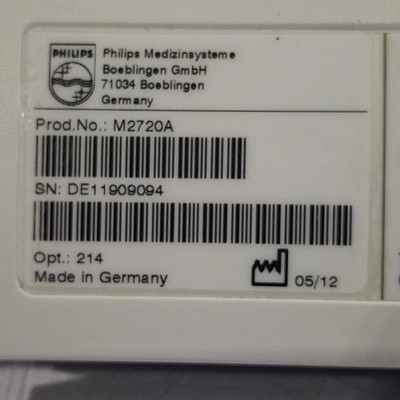 PHILIPS
Philips Medizinsysteme
Boeblingen GmbH
71034 Boeblingen
Germany
Prod.No.: M2720A
SN: DE11909094
Opt.: 214
Made in Germany
05/12